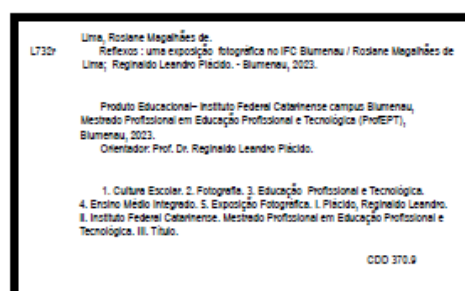 Lima, Rosiane Magalhães de.
L732r Reflexos : uma exposição fotográfica no IFC Blumenau / Rosiane Magalhães de
Lima; Reginaldo Leandro Plácido. - Blumenau, 2023.
Produto Educacional– Instituto Federal Catarinense campus Blumenau,
Mestrado Profissional em Educação Profissional e Tecnológica (ProfEPT),
Blumenau, 2023.
Orientador: Prof. Dr. Reginaldo Leandro Plácido.
1. Cultura Escolar. 2. Fotografia. 3. Educação Profissional e Tecnológica.
4. Ensino Médio Integrado. 5. Exposição Fotográfica. I. Plácido, Reginaldo Leandro.
II. Instituto Federal Catarinense. Mestrado Profissional em Educação Profissional e
Tecnológica. III. Título.
CDD 370.9